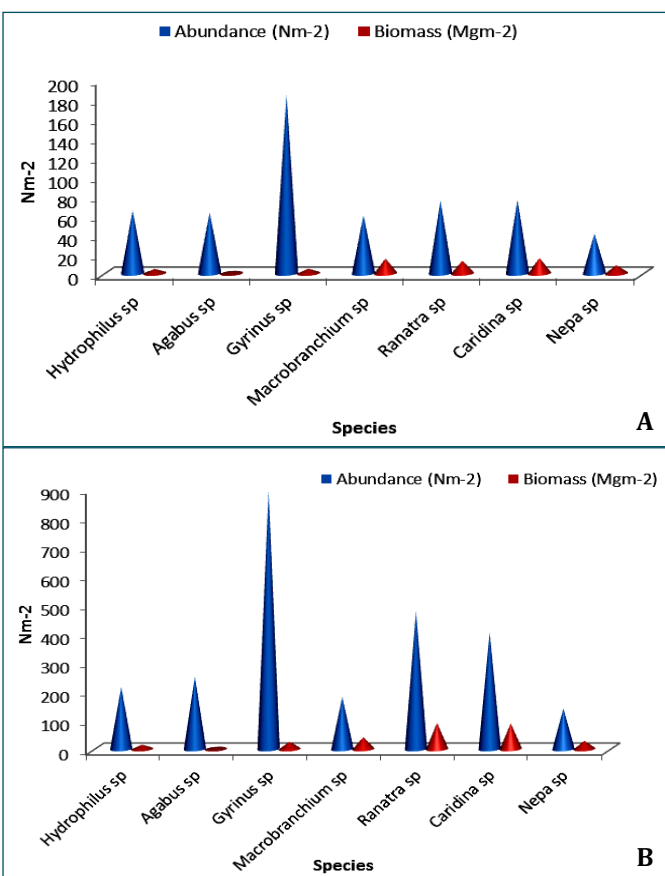 Abundance (Nm-2) Biomass (Mgm-2)
200
180
160
140
120
100
80
60
40
20
0
Nm-2
Hydrophilus sp
Agabus sp
Gyrinus sp
Macrobranchium sp
Ranatra sp
Caridina sp
Nepa sp
Species
A
Abundance (Nm-2) Biomass (Mgm-2)
900
800
700
600
500
400
300
200
100
0
Nm-2
Hydrophilus sp
Agabus sp
Gyrinus sp
Macrobranchium sp
Ranatra sp
Caridina sp
Nepa sp
Species
B